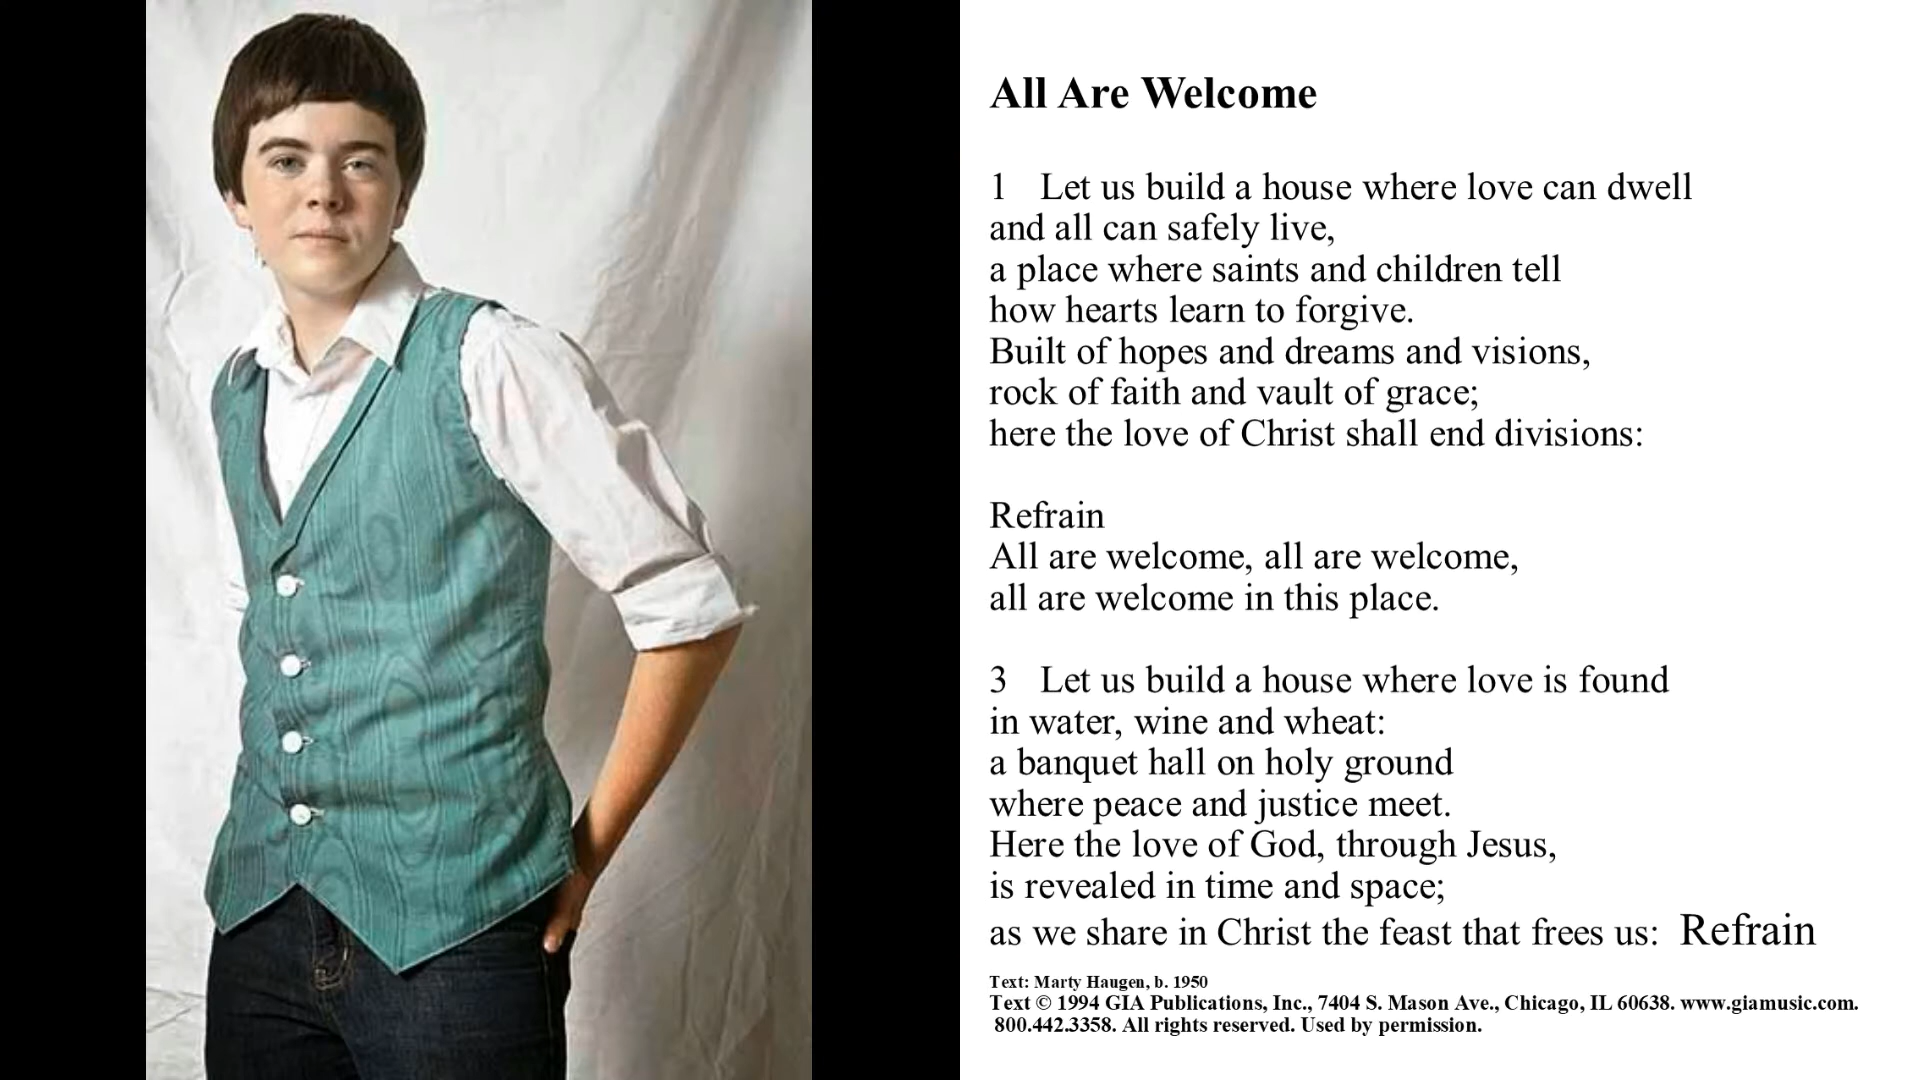 All Are Welcome
1 Let us build a house where love can dwell
and all can safely live,
a place where saints and children tell
how hearts learn to forgive.
Built of hopes and dreams and visions,
rock of faith and vault of grace;
here the love of Christ shall end divisions:
Refrain
All are welcome, all are welcome,
all are welcome in this place.
3 Let us build a house where love is found
in water, wine and wheat:
a banquet hall on holy ground
where peace and justice meet.
Here the love of God, through Jesus,
is revealed in time and space;
as we share in Christ the feast that frees us: Refrain
Text: Marty Haugen, b. 1950
Text © 1994 GIA Publications, Inc., 7404 S. Mason Ave., Chicago, IL 60638. www.giamusic.com.
800.442.3358. All rights reserved. Used by permission.